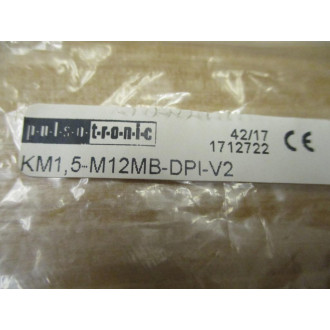 pulsotronic
42/17
1712722
CE
KM1,5-M12MB-DPI-V2